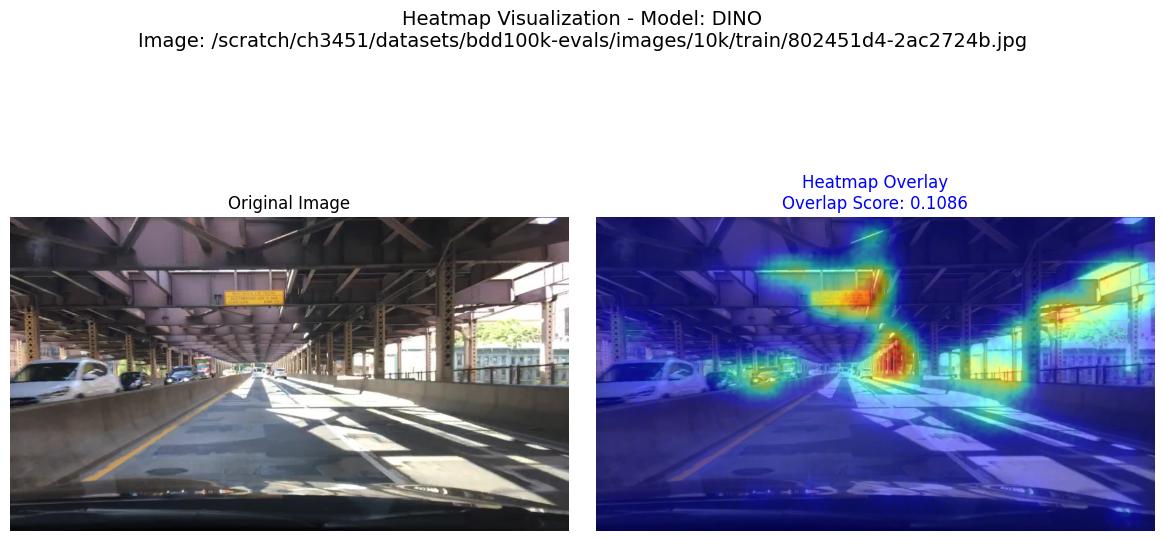 Heatmap Visualization - Model: DINO
Image: /scratch/ch3451/datasets/bdd100k-evals/images/10k/train/802451d4-2ac2724b.jpg
Original Image
Heatmap Overlay
Overlap Score: 0.1086